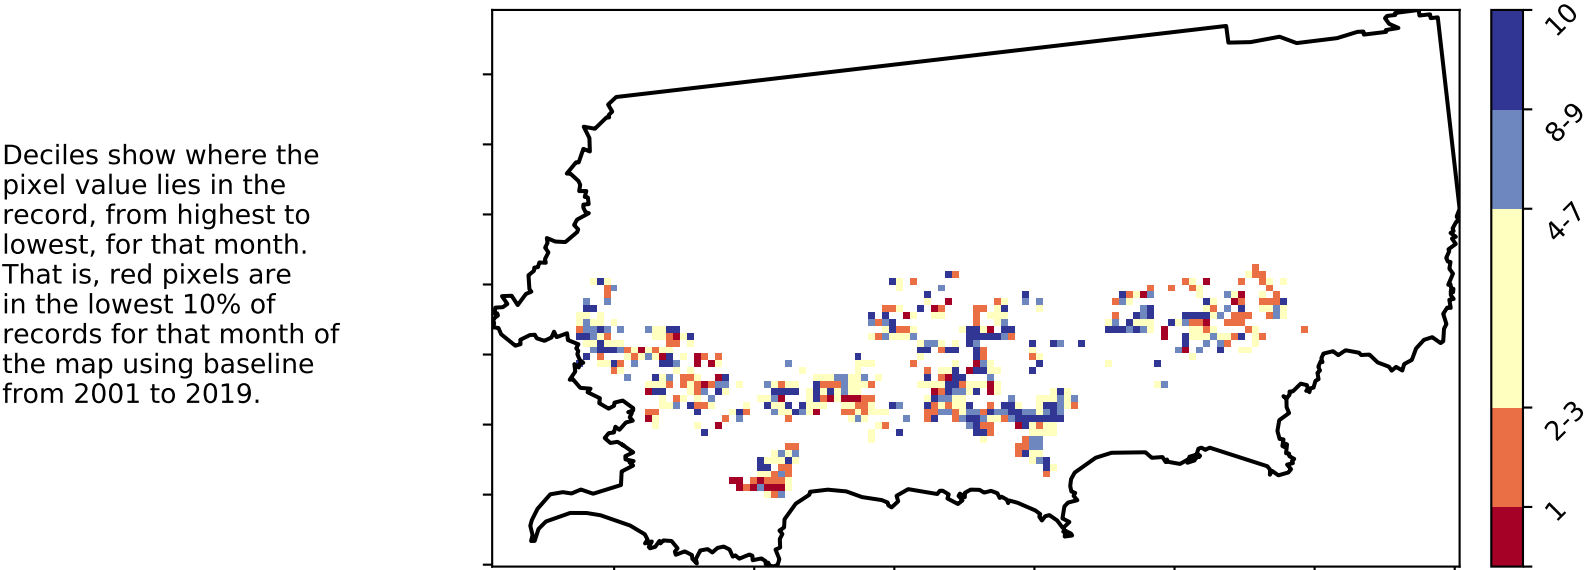 Deciles show where the
pixel value lies in the
record, from highest to
lowest, for that month.
That is, red pixels are
in the lowest 10% of
records for that month of
the map using baseline
from 2001 to 2019.
10
8-9
4-7
2-3
1